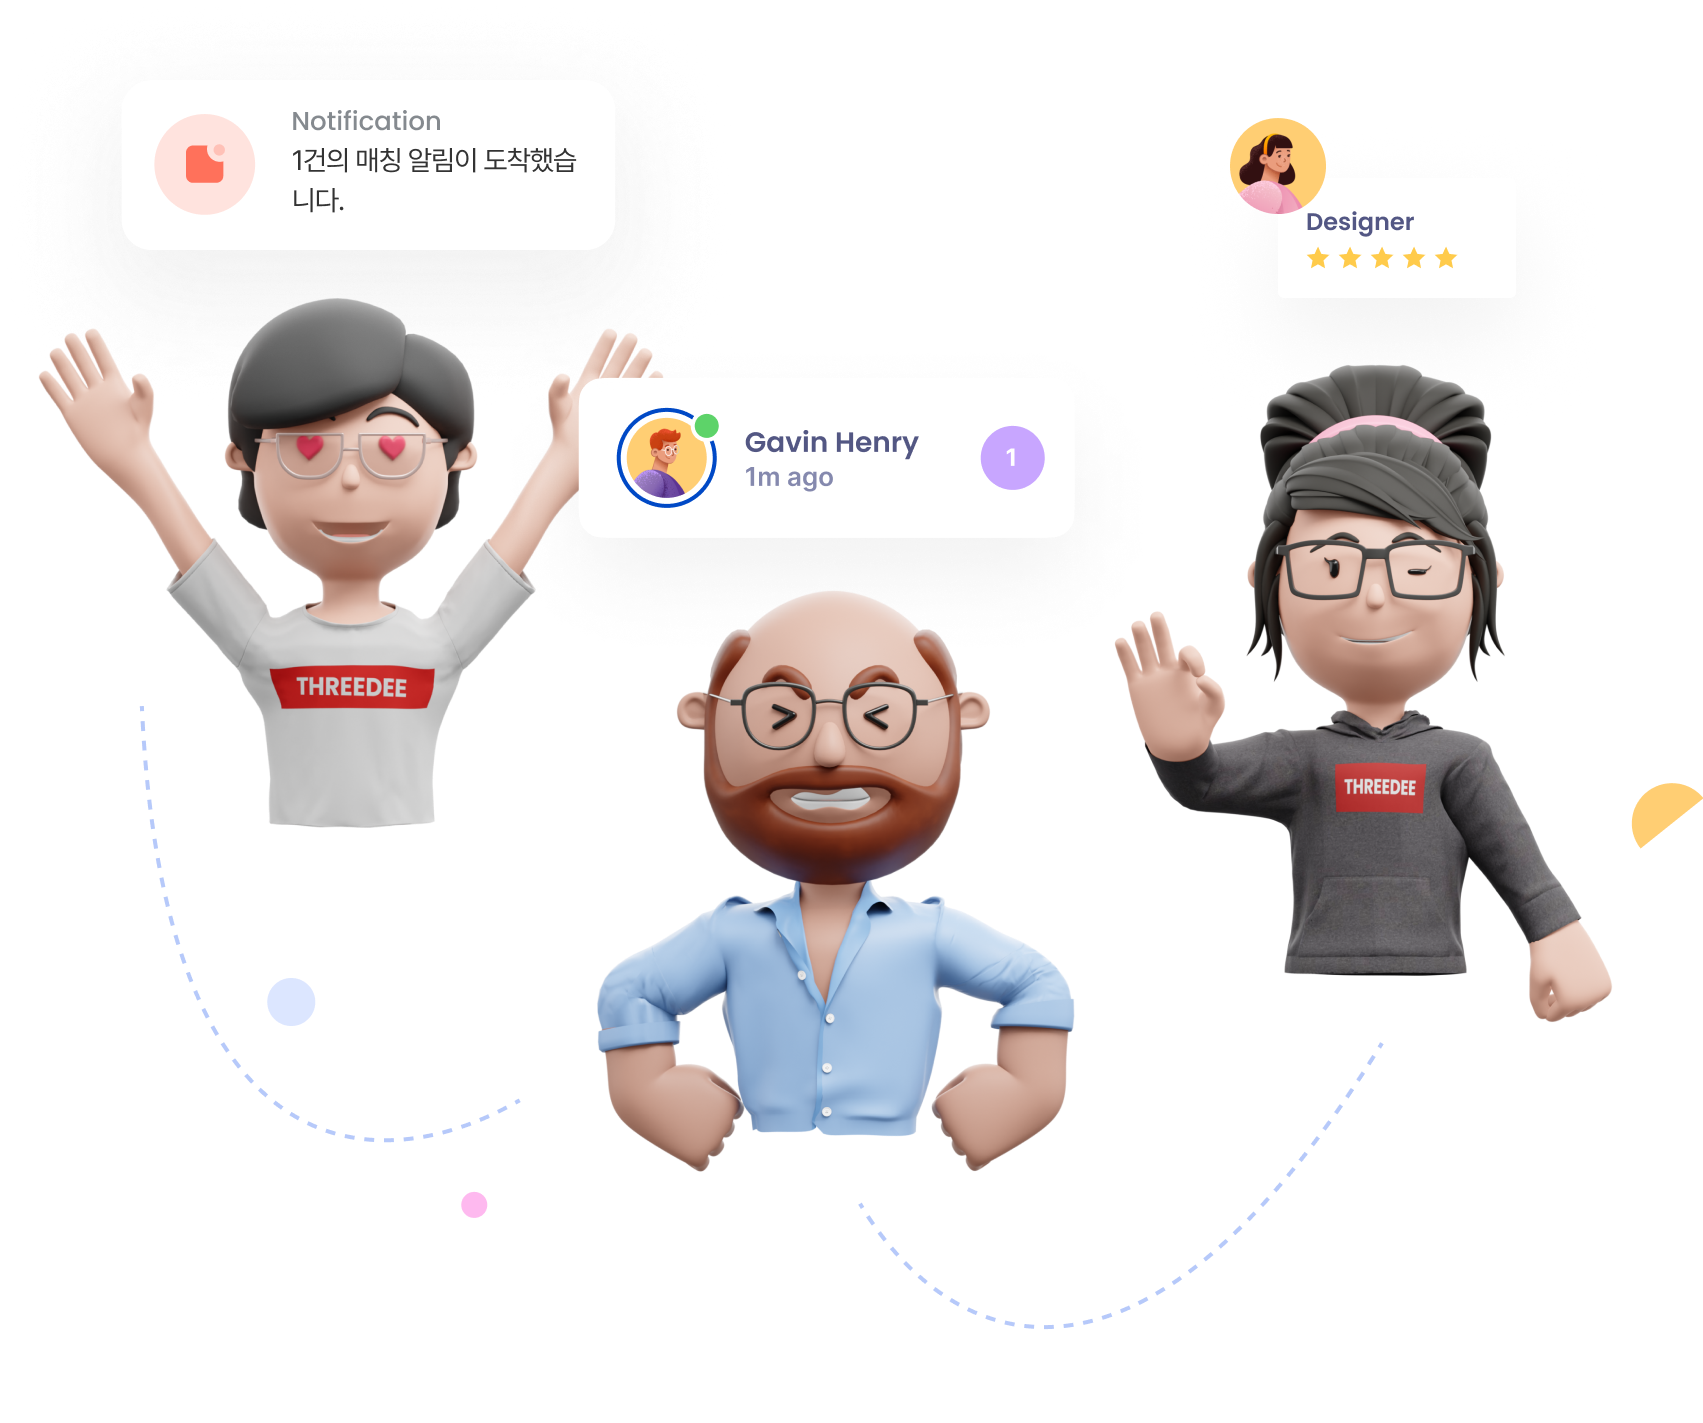 Notification
1건의 매칭 알림이 도착했습
니다.
Designer
Gavin Henry
1m ago
1
THREEDEE
THREEDEE